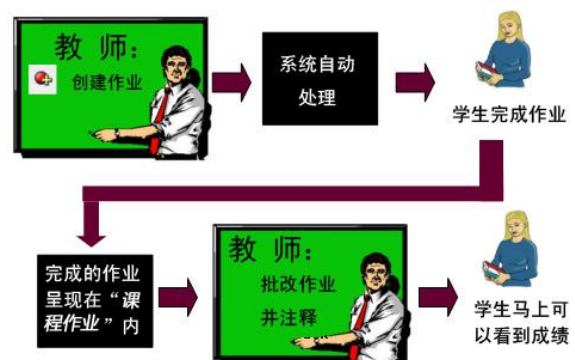 教 师：
创建作业
系统自动
处理
学生完成作业
完成的作业
呈现在“课
程作业”内
教 师：
批改作业
并注释
学生马上可
以看到成绩